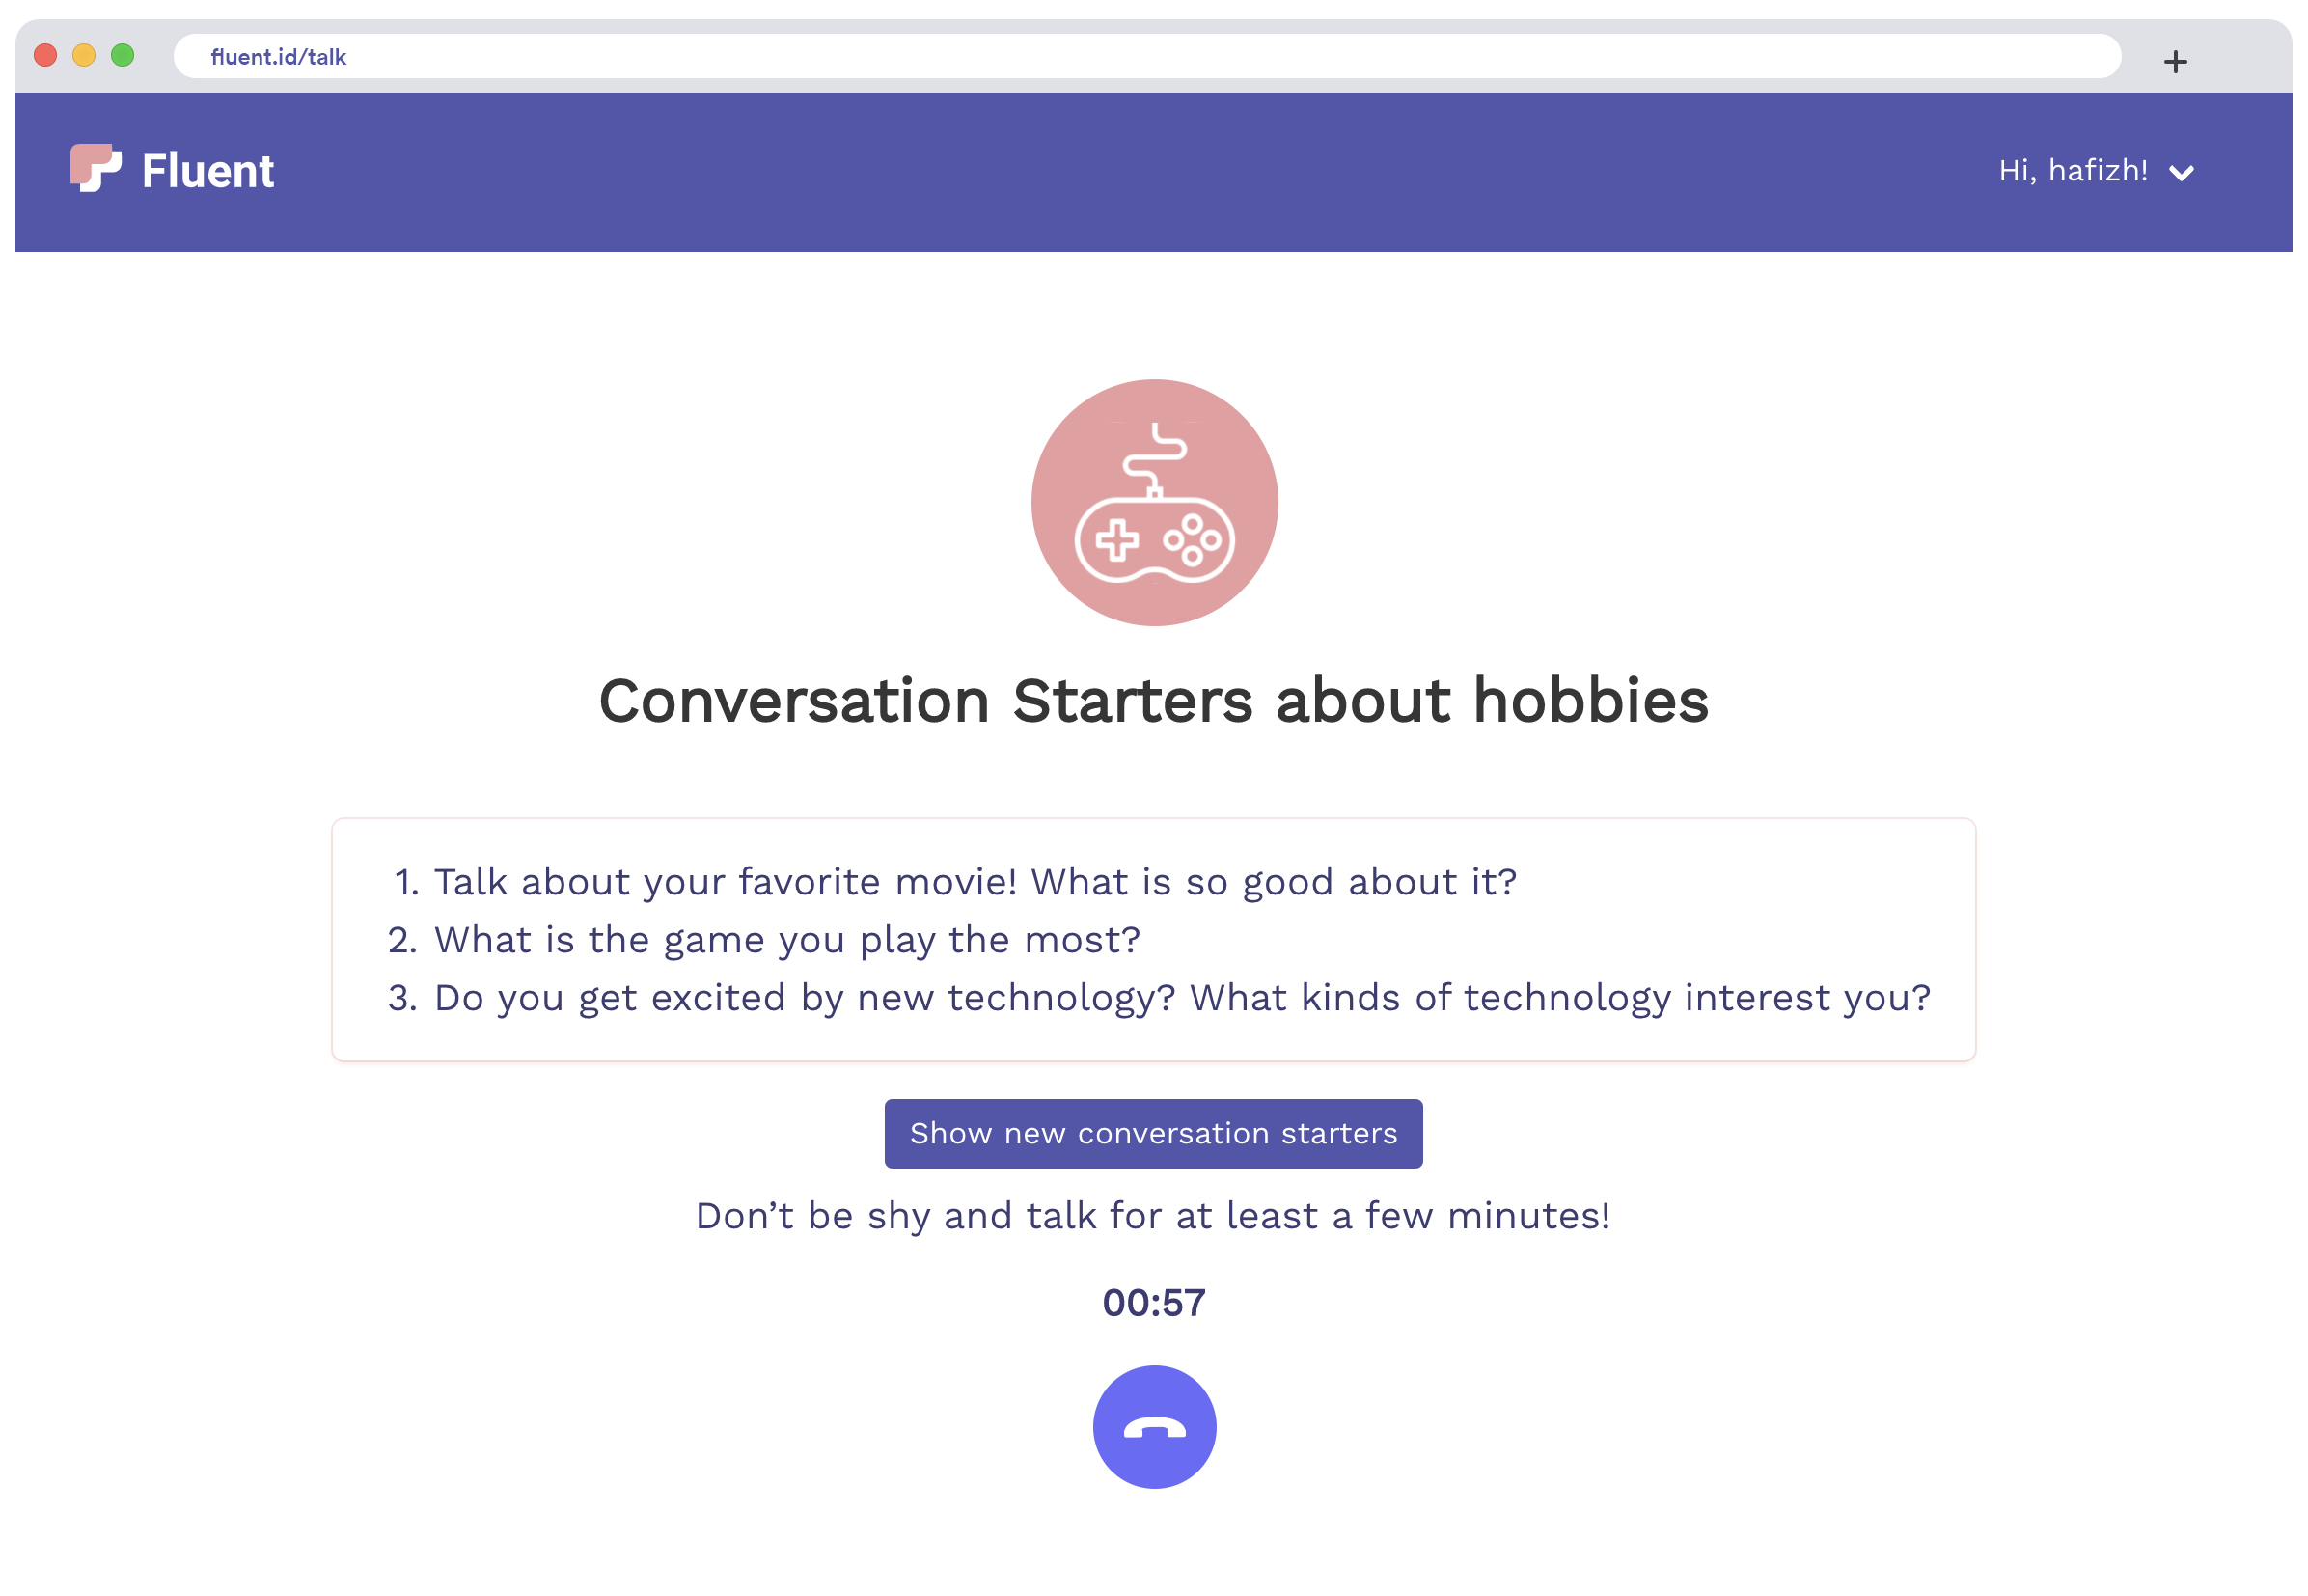 fluent.id/talk
Fluent
Hi, hafizh!
Conversation Starters about hobbies
1. Talk about your favorite movie! What is so good about it?
2. What is the game you play the most?
3. Do you get excited by new technology? What kinds of technology interest you?
Show new conversation starters
Don’t be shy and talk for at least a few minutes!
00:57